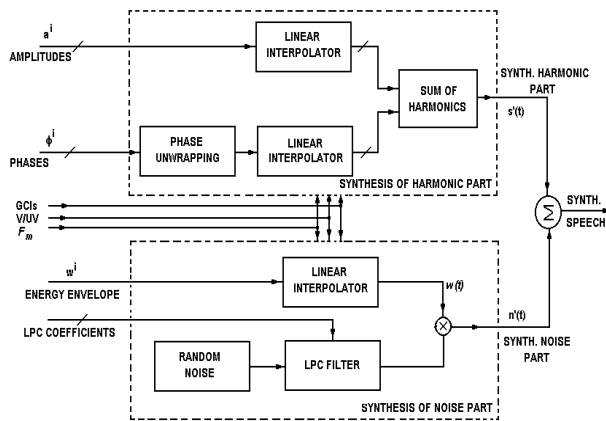 a^i
AMPLITUDES
LINEAR
INTERPOLATOR
SUM OF
HARMONICS
SYNTH. HARMONIC
PART
s'(t)
ϕ^i
PHASES
PHASE
UNWRAPPING
LINEAR
INTERPOLATOR
SYNTHESIS OF HARMONIC PART
GCIs
V/UV
F_m
Σ
SYNTH.
SPEECH
w^i
ENERGY ENVELOPE
LINEAR
INTERPOLATOR
w(t)
LPC COEFFICIENTS
×
n'(t)
SYNTH. NOISE
PART
RANDOM
NOISE
LPC FILTER
SYNTHESIS OF NOISE PART